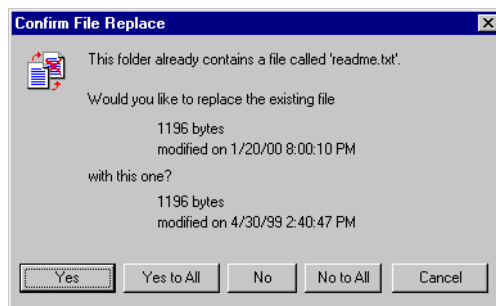 Confirm File Replace
This folder already contains a file called 'readme.txt'.
Would you like to replace the existing file
1196 bytes
modified on 1/20/00 8:00:10 PM
with this one?
1196 bytes
modified on 4/30/99 2:40:47 PM
Yes Yes to All No No to All Cancel